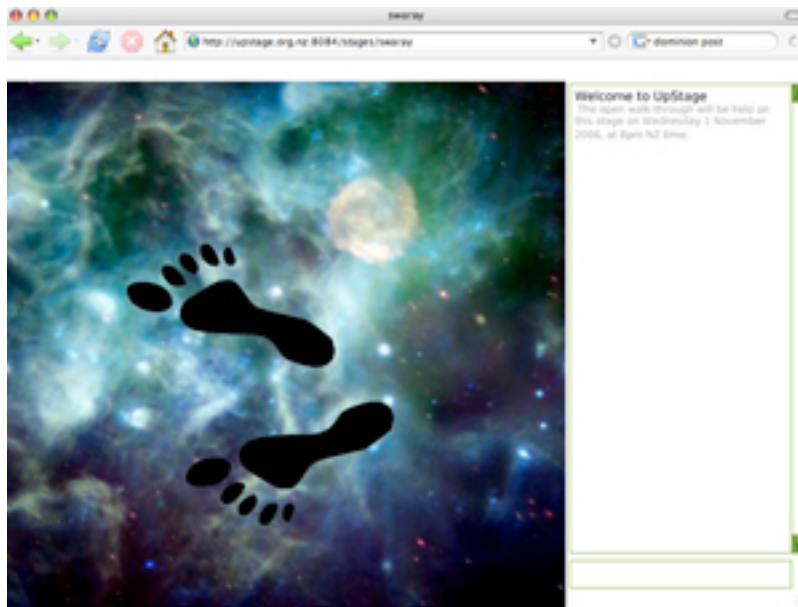 swaray
http://upstage.org.nz:8084/stages/swaray
dominion post
Welcome to UpStage
The open walk-through will be held on
this stage on Wednesday 1 November
2006, at 8pm NZ time.